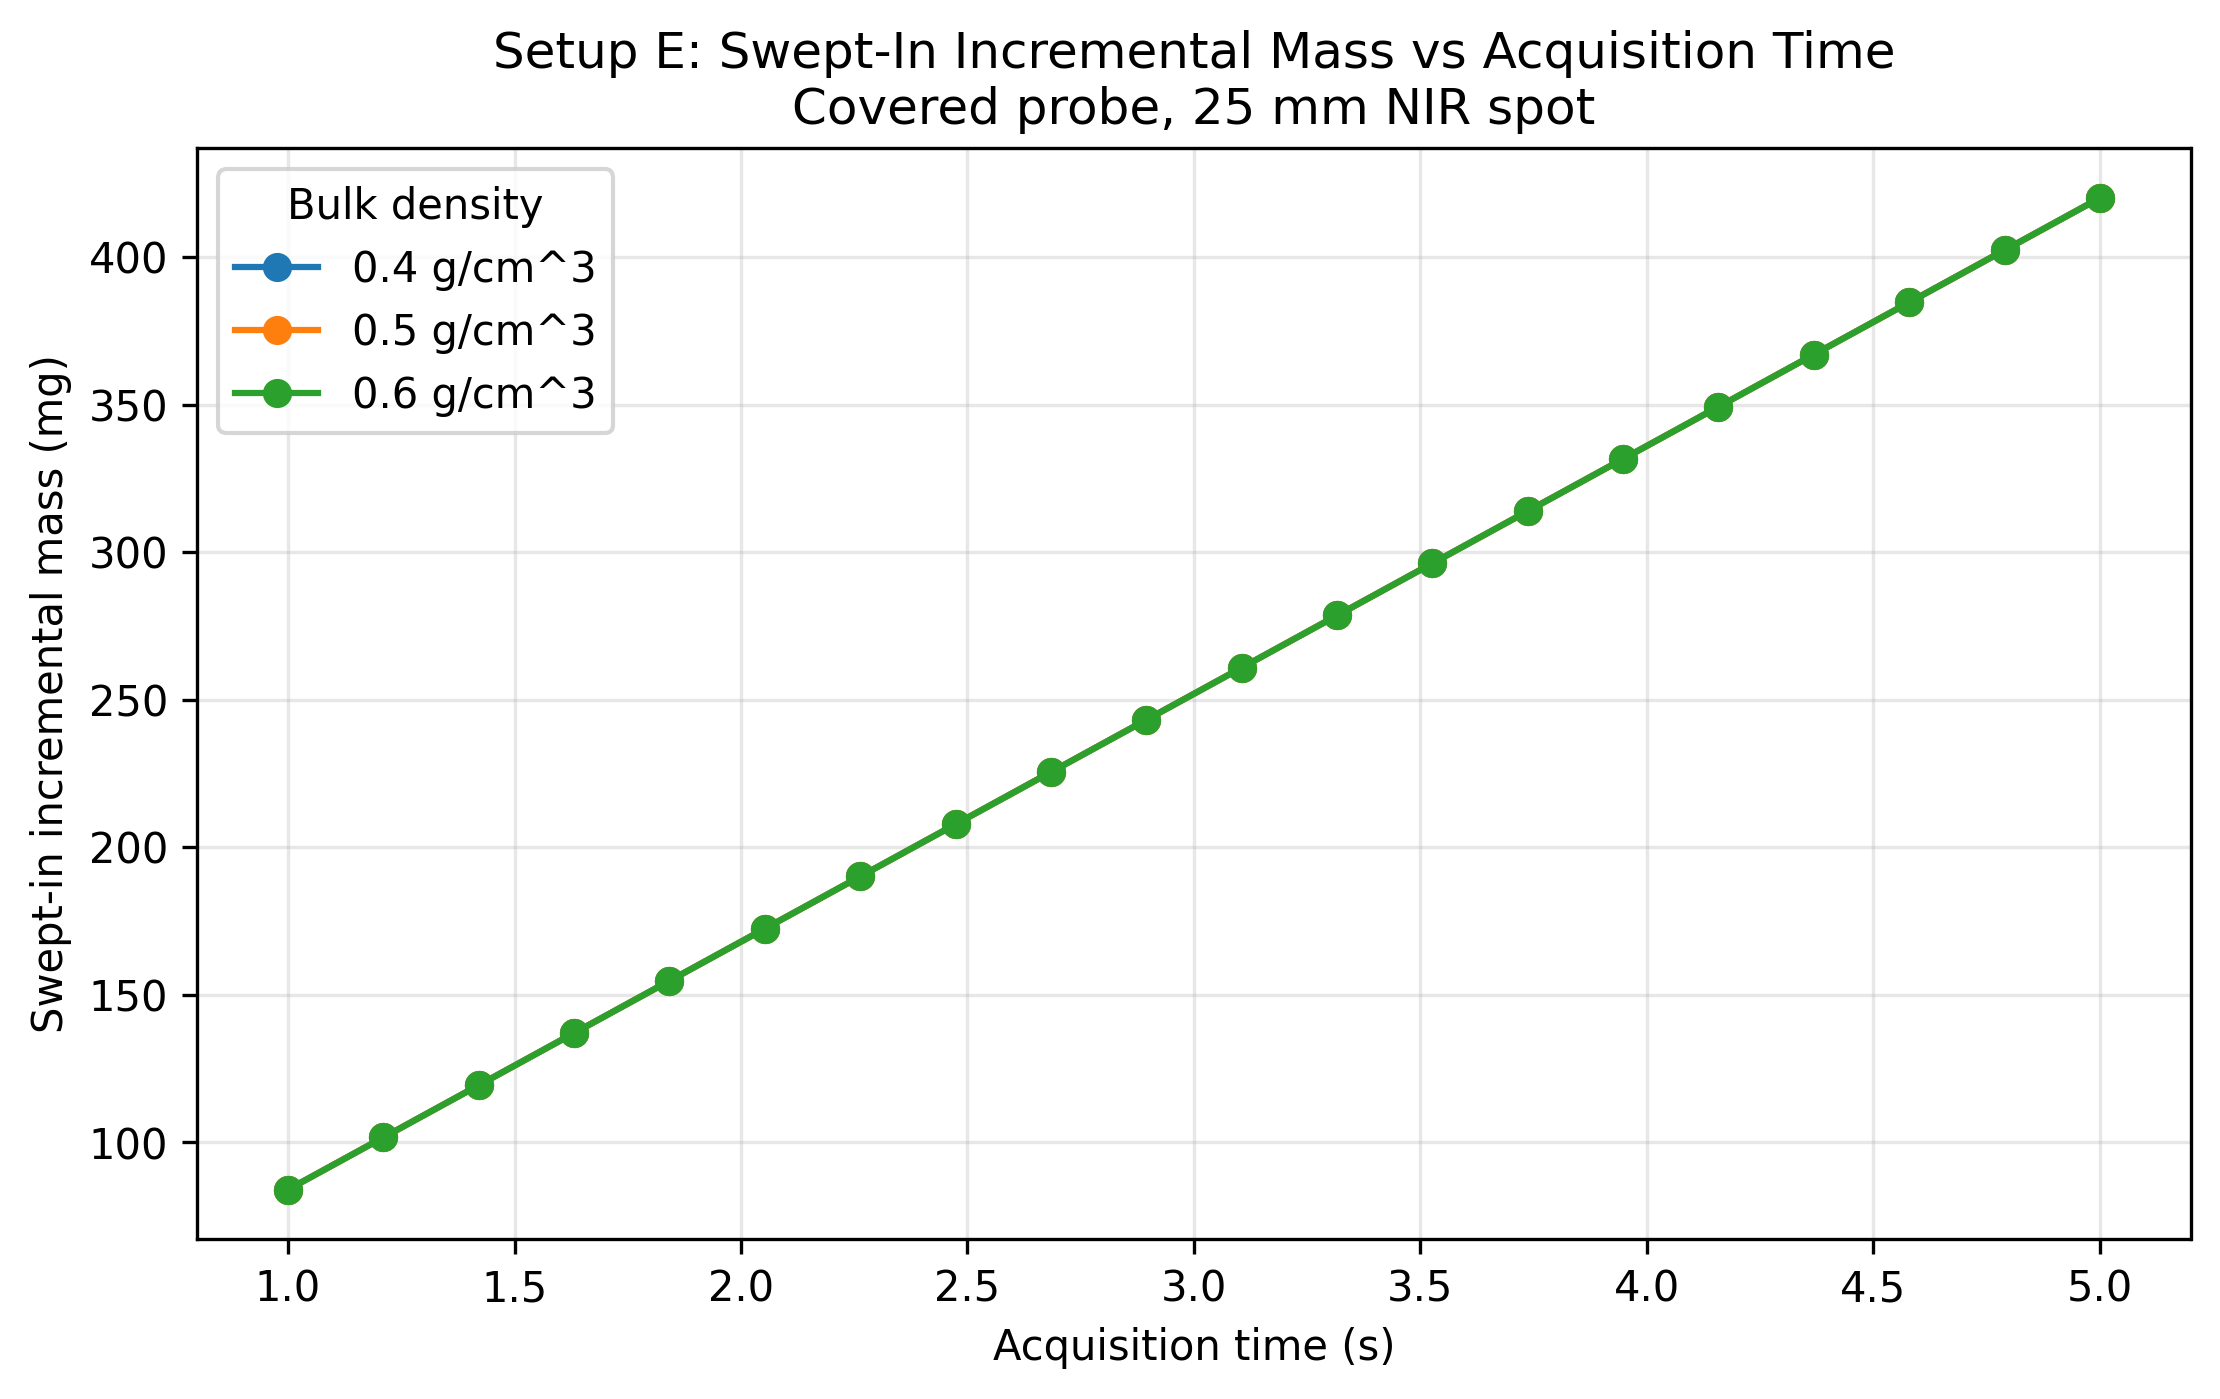 Setup E: Swept-In Incremental Mass vs Acquisition Time
Covered probe, 25 mm NIR spot
Bulk density
0.4 g/cm^3
0.5 g/cm^3
0.6 g/cm^3
Swept-in incremental mass (mg)
400
350
300
250
200
150
100
1.0 1.5 2.0 2.5 3.0 3.5 4.0 4.5 5.0
Acquisition time (s)